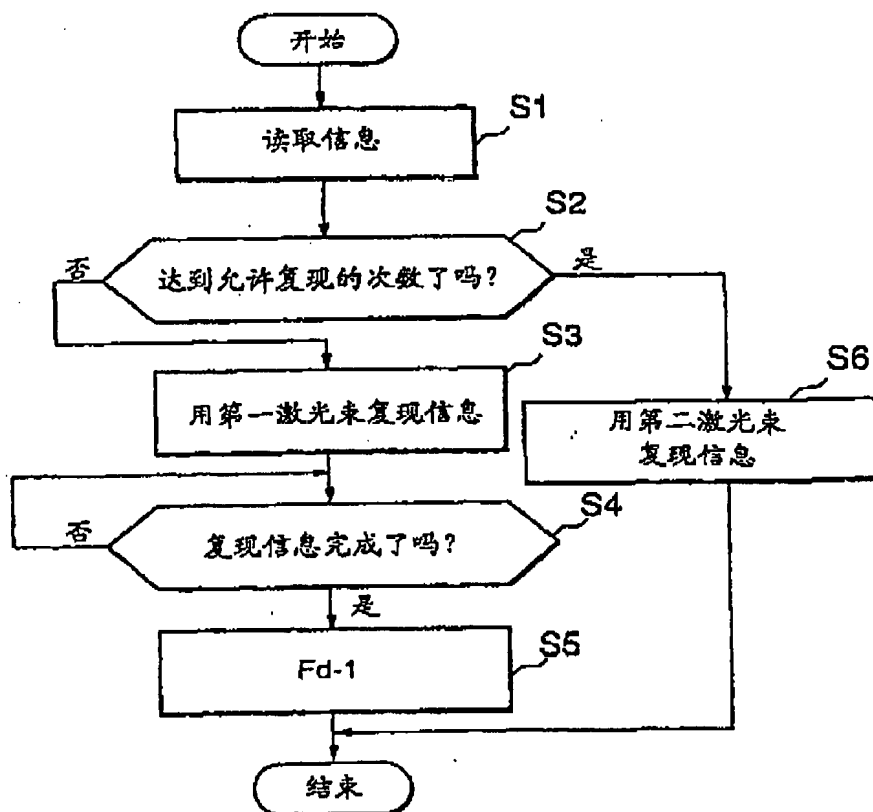 开始
S1
读取信息
S2
否
达到允许复现的次数了吗?
是
S3
用第一激光束复现信息
S6
用第二激光束
复现信息
S4
否
复现信息完成了吗?
是
S5
Fd-1
结束